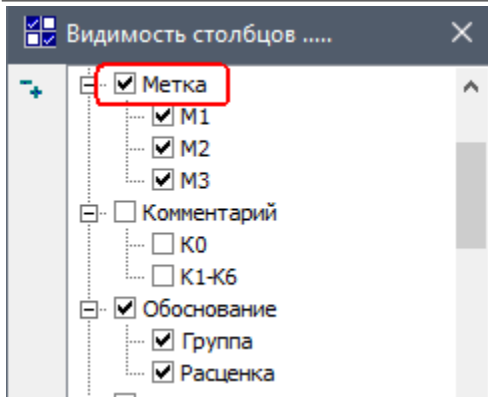 Видимость столбцов .....
Метка
М1
М2
М3
Комментарий
К0
К1-К6
Обоснование
Группа
Расценка